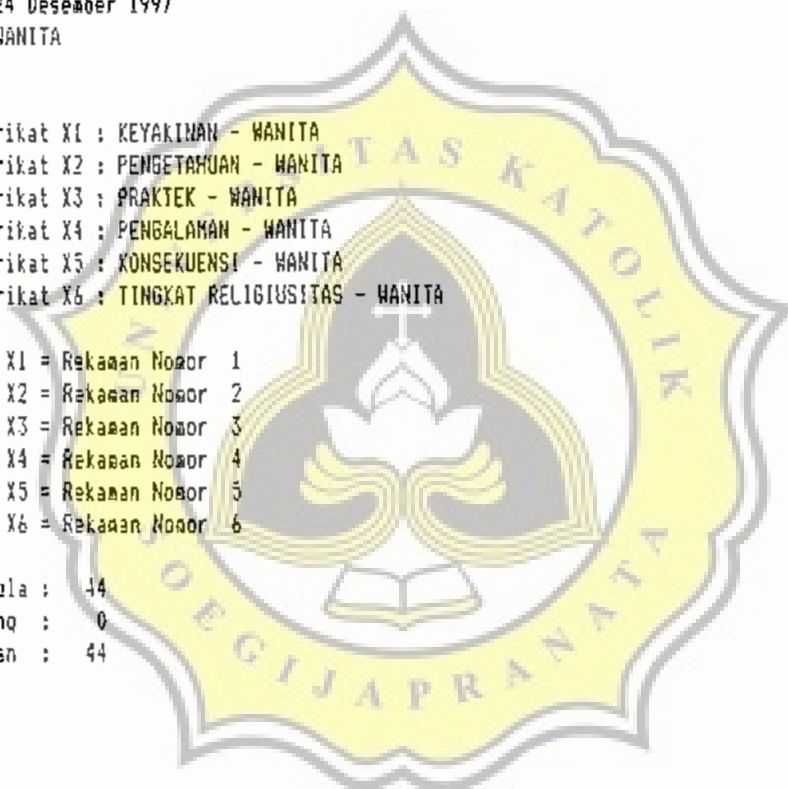 24 Desember 1997
WANITA
rikat X1 : KEYAKINAN - WANITA
rikat X2 : PENGETAHUAN - WANITA
rikat X3 : PRAKTEK - WANITA
rikat X4 : PENGALAMAN - WANITA
rikat X5 : KONSEKUENSI - WANITA
rikat X6 : TINGKAT RELIGIUSITAS - WANITA
X1 = Rekaman Nomor 1
X2 = Rekaman Nomor 2
X3 = Rekaman Nomor 3
X4 = Rekaman Nomor 4
X5 = Rekaman Nomor 5
X6 = Rekaman Nomor 6
ula : 44
ng : 0
an : 44
UNIVERSITAS KATOLIK
SOEGIJAPRANATA